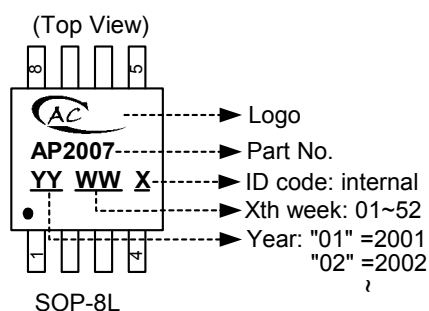 (Top View)
8 5
AC
Logo
AP2007 Part No.
YY WW X ID code: internal
Xth week: 01~52
Year: "01" =2001
"02" =2002
~
1 4
SOP-8L